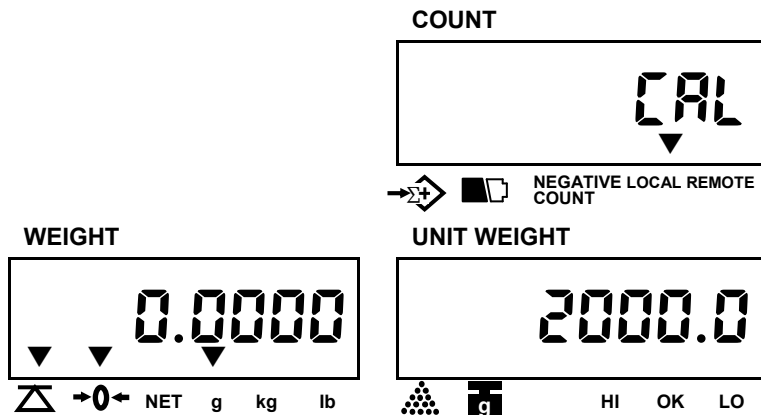 COUNT
CAL
NEGATIVE LOCAL REMOTE
COUNT
WEIGHT
0.0000
NET g kg lb
UNIT WEIGHT
2000.0
g HI OK LO